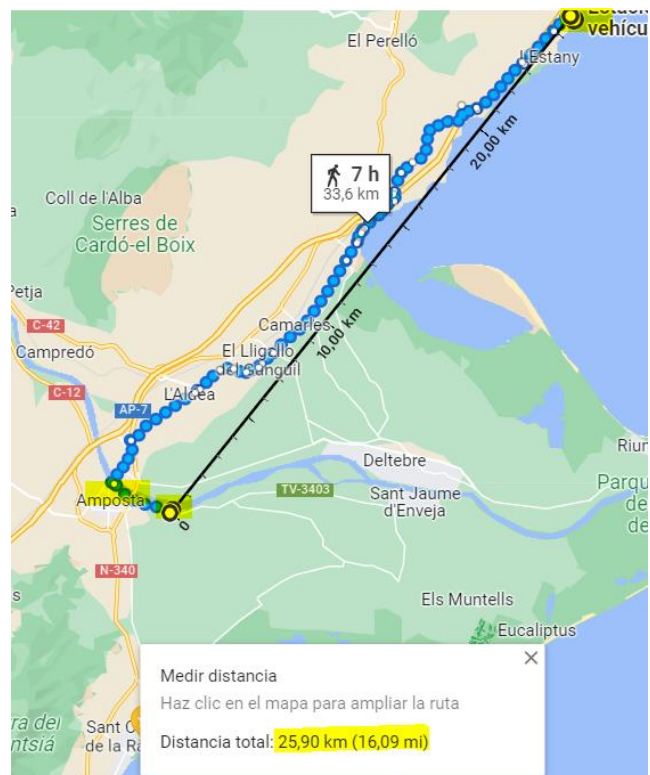 vehícu
El Perelló
L'Estany
20,00 km
7 h
33,6 km
Coll de l'Alba
Serres de
Cardó-el Boix
Petja
C-42
Camarles
10,00 km
Campredó
El Lligallo
del Gànguil
C-12
L'Aldea
AP-7
Deltebre
Riun
Amposta
TV-3403
Sant Jaume
d'Enveja
Parqu
de
de
0
N-340
Els Muntells
Eucaliptus
Medir distancia
Haz clic en el mapa para ampliar la ruta
Sant C
de la Rà
Distancia total: 25,90 km (16,09 mi)